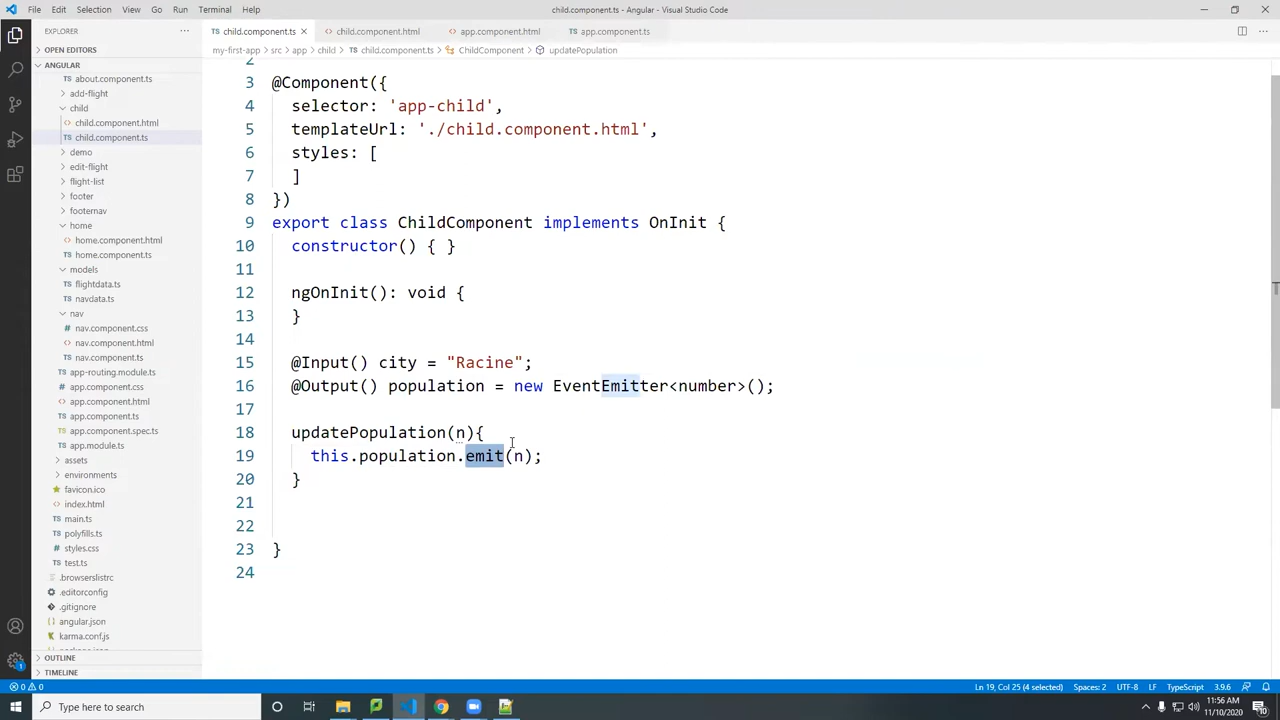 File Edit Selection View Go Run Terminal Help
child.component.ts - Angular - Visual Studio Code
EXPLORER
child.component.ts
child.component.html
app.component.html
app.component.ts
my-first-app > src > app > child > child.component.ts > ChildComponent > updatePopulation
OPEN EDITORS
ANGULAR
about.component.ts
add-flight
child
child.component.html
child.component.ts
demo
edit-flight
flight-list
footer
footernav
home
home.component.html
home.component.ts
models
flightdata.ts
navdata.ts
nav
nav.component.css
nav.component.html
nav.component.ts
app-routing.module.ts
app.component.css
app.component.html
app.component.ts
app.component.spec.ts
app.module.ts
assets
environments
favicon.ico
index.html
main.ts
polyfills.ts
styles.css
test.ts
.browserslistrc
.editorconfig
.gitignore
angular.json
karma.conf.js
OUTLINE
TIMELINE
2
3 @Component({
4 selector: 'app-child',
5 templateUrl: './child.component.html',
6 styles: [
7 ]
8 })
9 export class ChildComponent implements OnInit {
10 constructor() { }
11
12 ngOnInit(): void {
13 }
14
15 @Input() city = "Racine";
16 @Output() population = new EventEmitter<number>();
17
18 updatePopulation(n){
19 this.population.emit(n);
20 }
21
22
23 }
24
0 0
Ln 19, Col 25 (4 selected) Spaces: 2 UTF-8 LF TypeScript 3.9.6
Type here to search
11:56 AM
11/10/2020